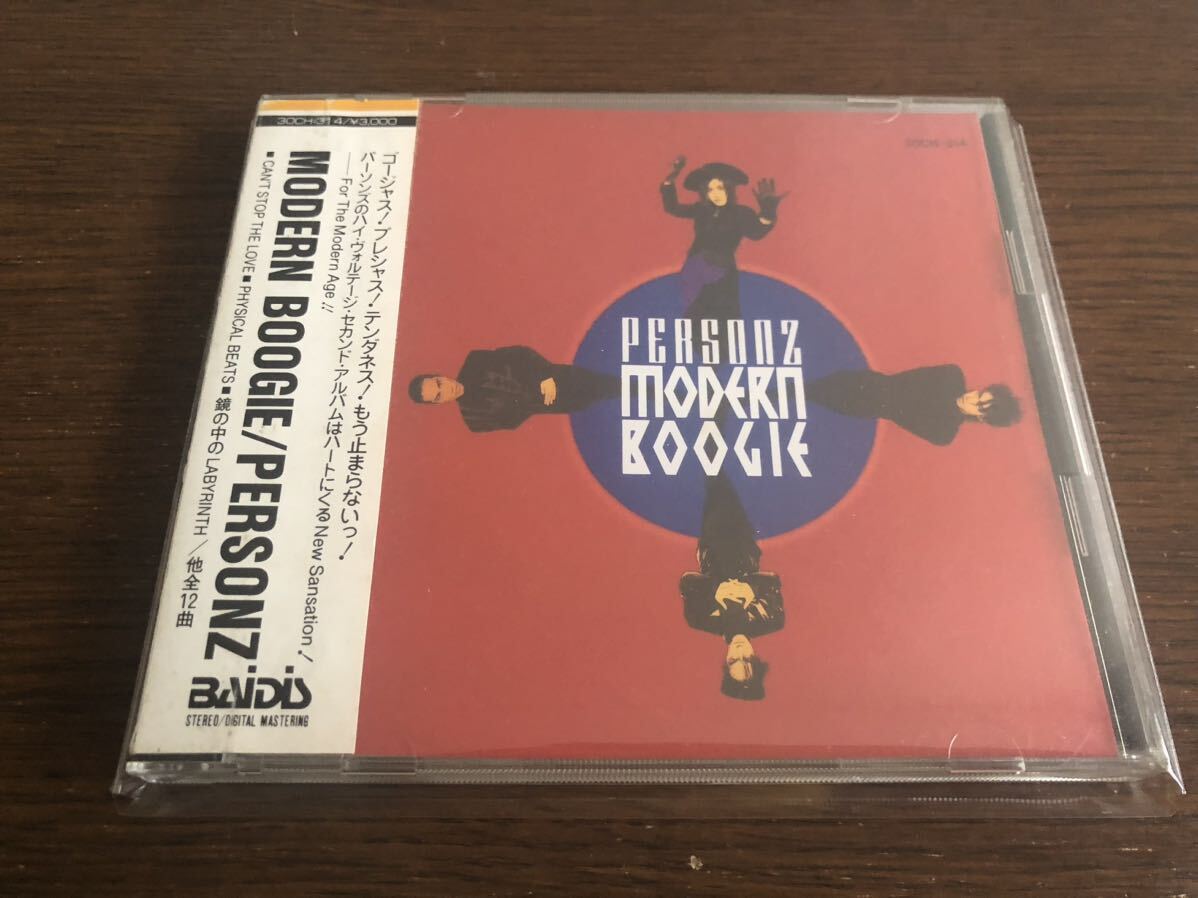 30CH-314/¥3,000
ゴージャス!プレシャス!テンダネス!もう止まらないっ!
パーソンズのハイ・ヴォルテージ・セカンド・アルバムはハートにくるNew Sansation!
——For The Modern Age!!
MODERN BOOGIE/PERSONZ
■CAN'T STOP THE LOVE■PHYSICAL BEATS■鏡の中のLABYRINTH/他全12曲
BAiDiS
STEREO/DIGITAL MASTERING
30CH-314
PERSONZ
MODERN
BOOGIE